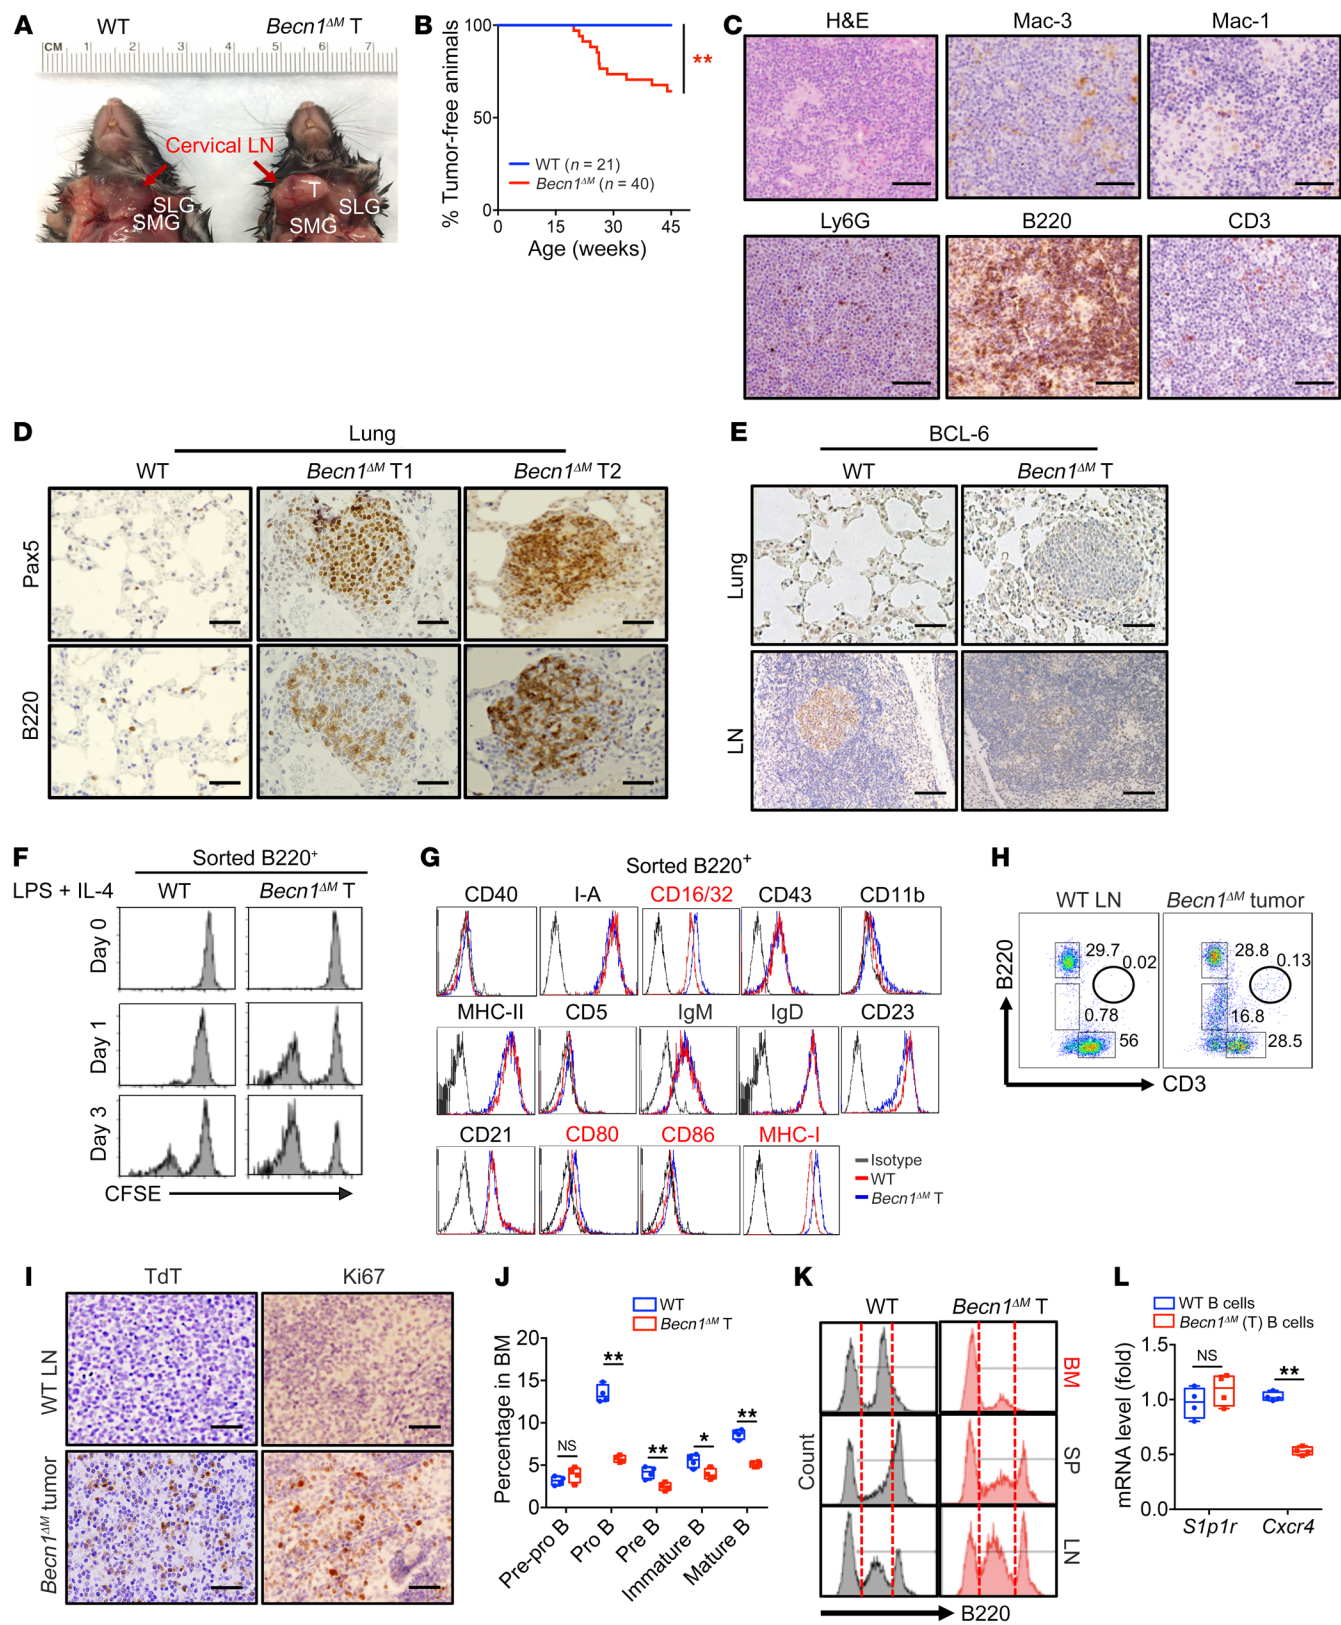 A
WT
Becn1ΔM T
CM 1 2 3 4 5 6 7
Cervical LN
T
SLG
SMG
SLG
SMG
B
% Tumor-free animals
100
50
0
WT (n = 21)
Becn1ΔM (n = 40)
**
0 15 30 45
Age (weeks)
C
H&E
Mac-3
Mac-1
Ly6G
B220
CD3
D
Lung
WT
Becn1ΔM T1
Becn1ΔM T2
Pax5
B220
E
BCL-6
WT
Becn1ΔM T
Lung
LN
F
Sorted B220+
LPS + IL-4
WT
Becn1ΔM T
Day 0
Day 1
Day 3
CFSE
G
Sorted B220+
CD40
I-A
CD16/32
CD43
CD11b
MHC-II
CD5
IgM
IgD
CD23
CD21
CD80
CD86
MHC-I
Isotype
WT
Becn1ΔM T
H
WT LN
Becn1ΔM tumor
B220
29.7
0.02
0.78
56
28.8
0.13
16.8
28.5
CD3
I
TdT
Ki67
WT LN
Becn1ΔM tumor
J
WT
Becn1ΔM T
Percentage in BM
20
15
10
5
0
NS
**
**
*
**
Pre-pro B
Pro B
Pre B
Immature B
Mature B
K
WT
Becn1ΔM T
Count
BM
SP
LN
B220
L
WT B cells
Becn1ΔM (T) B cells
mRNA level (fold)
1.5
1.0
0.5
0.0
NS
**
S1p1r
Cxcr4